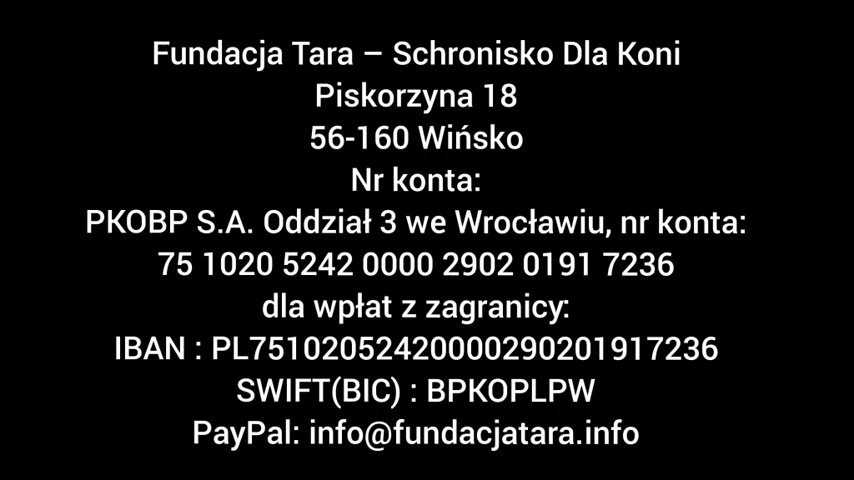 Fundacja Tara – Schronisko Dla Koni
Piskorzyna 18
56-160 Wińsko
Nr konta:
PKOBP S.A. Oddział 3 we Wrocławiu, nr konta:
75 1020 5242 0000 2902 0191 7236
dla wpłat z zagranicy:
IBAN : PL75102052420000290201917236
SWIFT(BIC) : BPKOPLPW
PayPal: info@fundacjatara.info